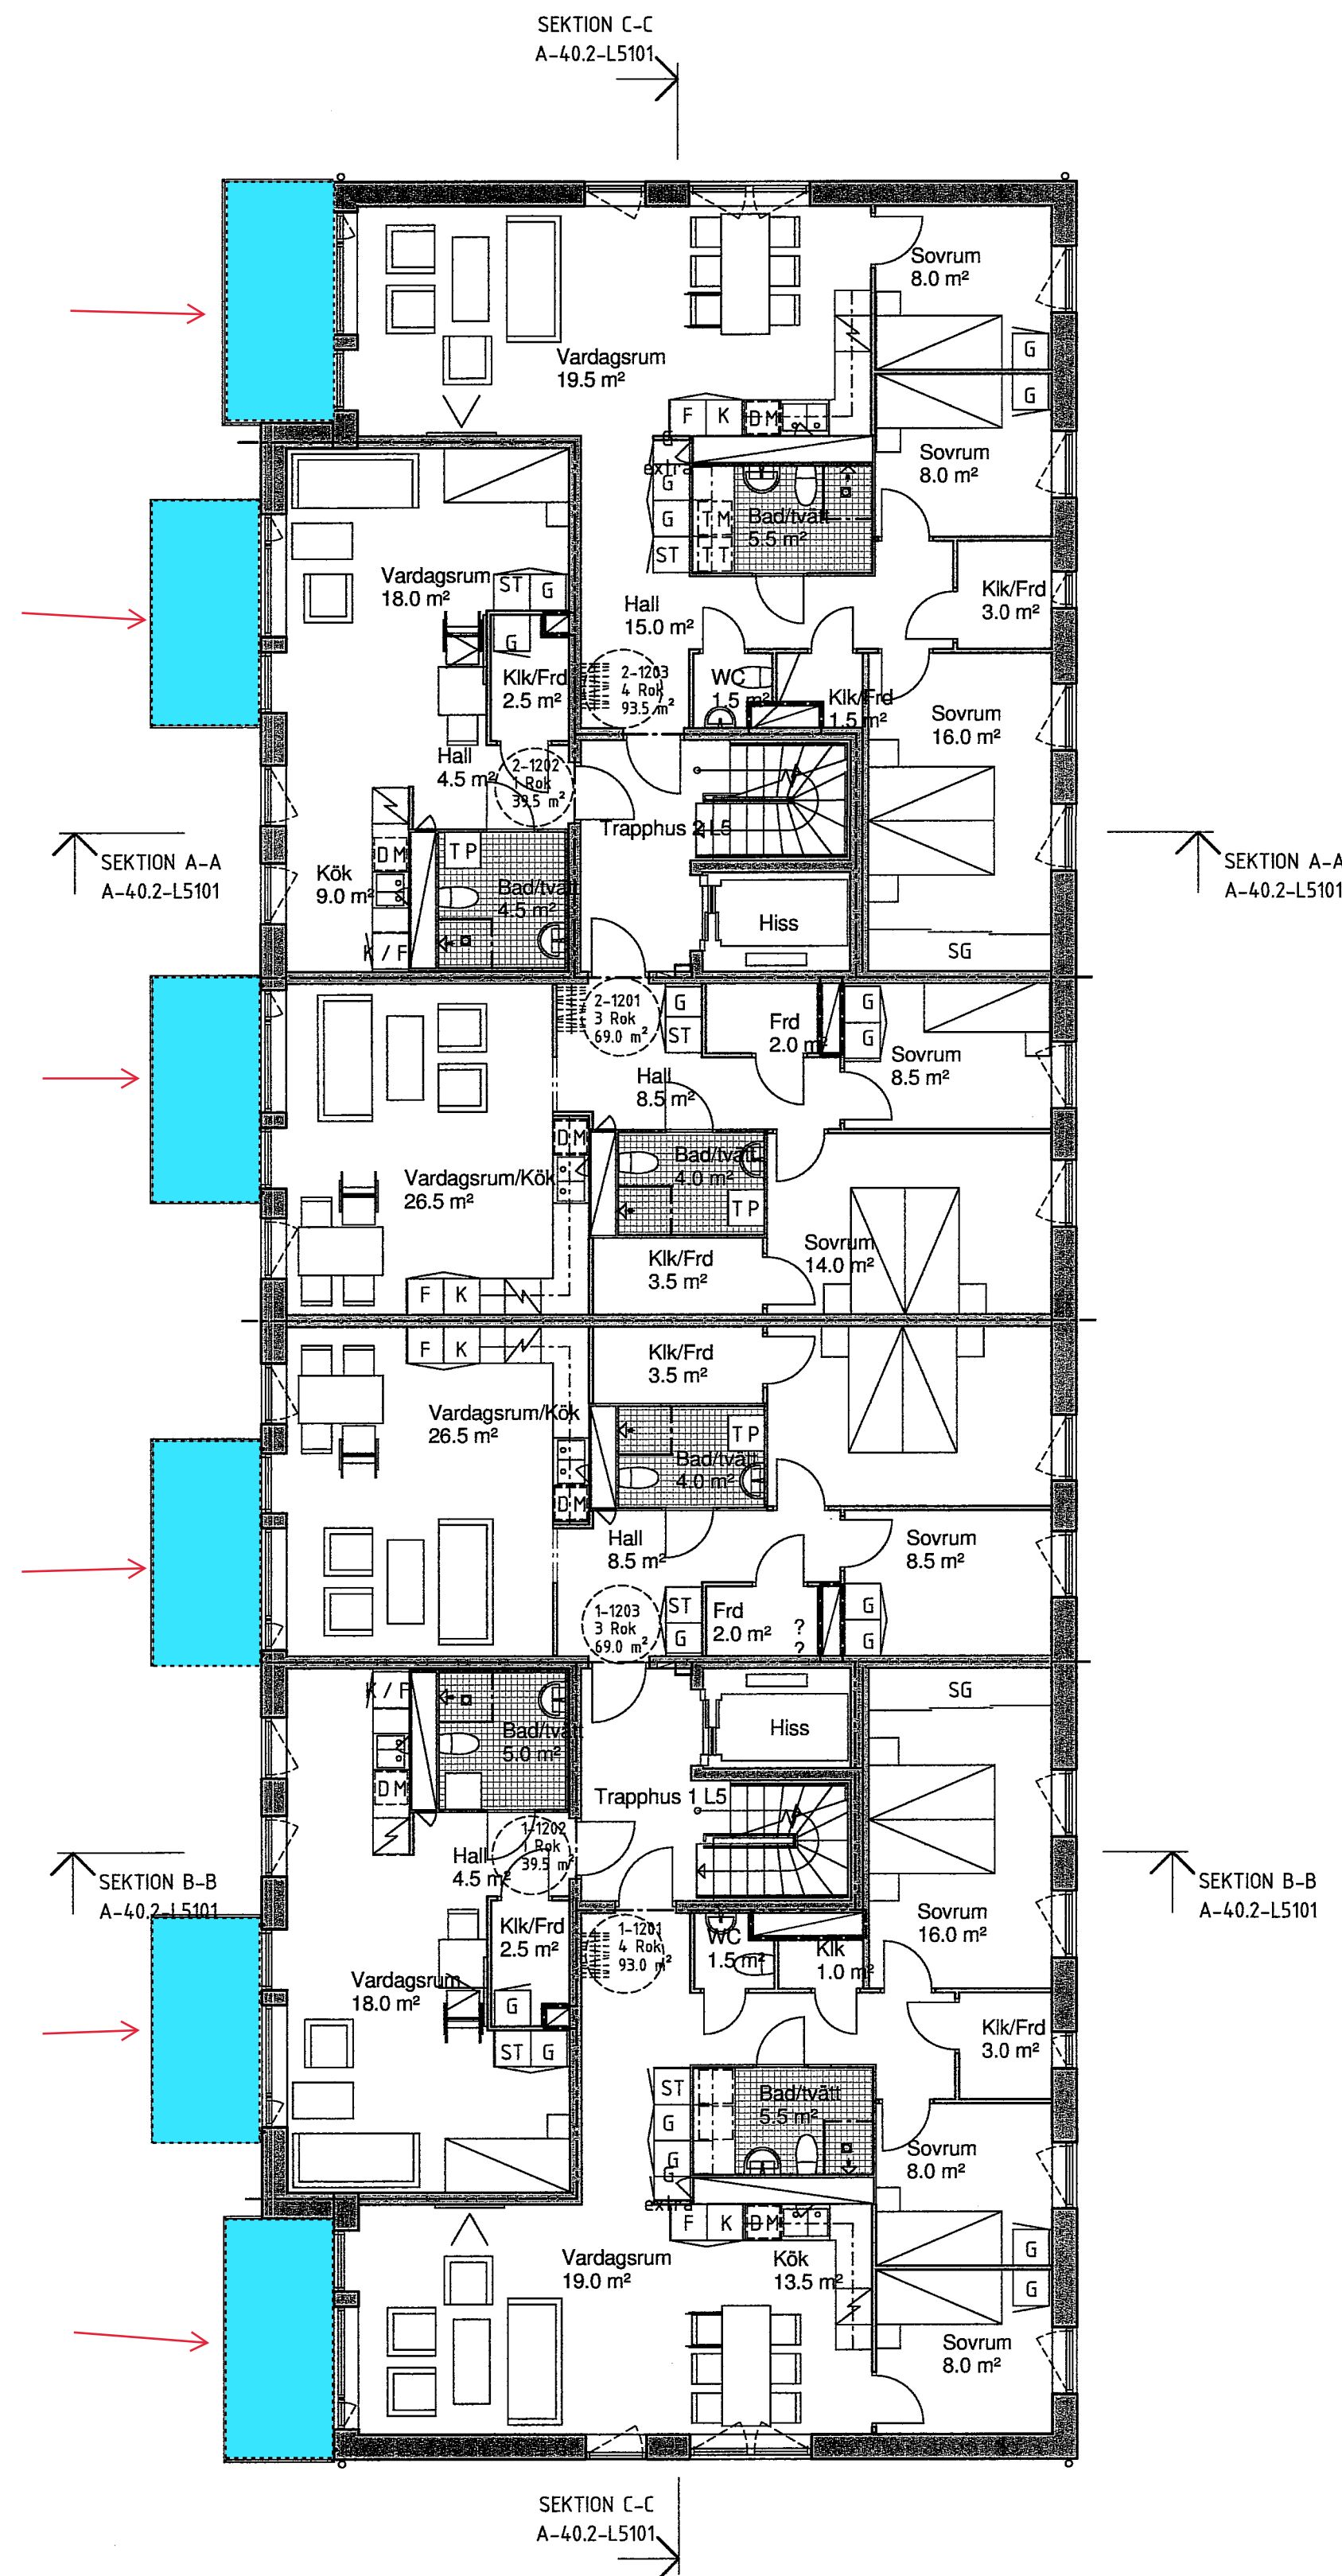 SEKTION C-C
A-40.2-L5101
Sovrum
8.0 m²
G
Vardagsrum
19.5 m²
G
F K DM
G
extra
Sovrum
8.0 m²
G
G
TM
Bad/tvätt
5.5 m²
ST
TT
Vardagsrum
18.0 m²
ST G
Klk/Frd
3.0 m²
Hall
15.0 m²
G
Klk/Frd
2.5 m²
2-1203
4 Rok
93.5 m²
WC
1.5 m²
Klk/Frd
1.5 m²
Sovrum
16.0 m²
Hall
4.5 m²
2-1202
1 Rok
39.5 m²
Trapphus 2 L5
SEKTION A-A
A-40.2-L5101
DM
TP
Kök
9.0 m²
Bad/tvätt
4.5 m²
K / F
Hiss
SG
SEKTION A-A
A-40.2-L5101
2-1201
3 Rok
69.0 m²
G
ST
Frd
2.0 m²
G
G
Sovrum
8.5 m²
Hall
8.5 m²
DM
Bad/tvätt
4.0 m²
TP
Vardagsrum/Kök
26.5 m²
Klk/Frd
3.5 m²
Sovrum
14.0 m²
F K
F K
Klk/Frd
3.5 m²
Vardagsrum/Kök
26.5 m²
TP
Bad/tvätt
4.0 m²
DM
Hall
8.5 m²
Sovrum
8.5 m²
1-1203
3 Rok
69.0 m²
ST
G
Frd
2.0 m²
?
?
G
G
K / F
Bad/tvätt
5.0 m²
DM
Hiss
SG
Trapphus 1 L5
1-1202
1 Rok
39.5 m²
Hall
4.5 m²
SEKTION B-B
A-40.2-L5101
SEKTION B-B
A-40.2-L5101
Klk/Frd
2.5 m²
1-1201
4 Rok
93.0 m²
WC
1.5 m²
Klk
1.0 m²
Sovrum
16.0 m²
Vardagsrum
18.0 m²
G
ST G
Klk/Frd
3.0 m²
ST
G
G
G
extra
Bad/tvätt
5.5 m²
Sovrum
8.0 m²
F K DM
G
Vardagsrum
19.0 m²
Kök
13.5 m²
G
Sovrum
8.0 m²
SEKTION C-C
A-40.2-L5101